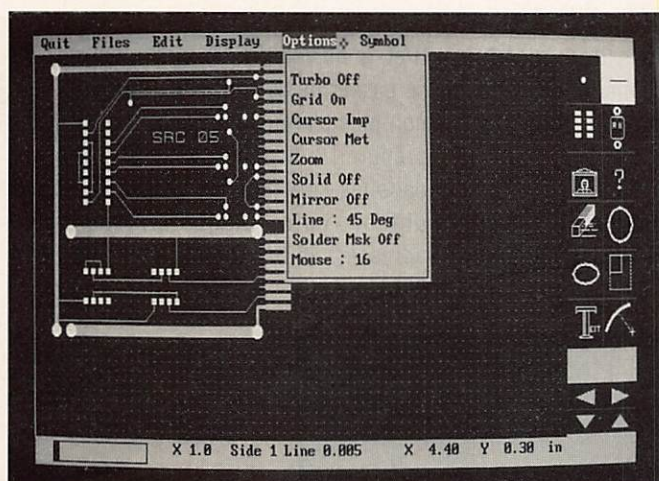 Quit Files Edit Display Options Symbol
Turbo Off
Grid On
Cursor Imp
Cursor Met
Zoom
Solid Off
Mirror Off
Line : 45 Deg
Solder Msk Off
Mouse : 16
SRC 05
?
TEXT
X 1.0 Side 1 Line 0.005 X 4.40 Y 0.30 in